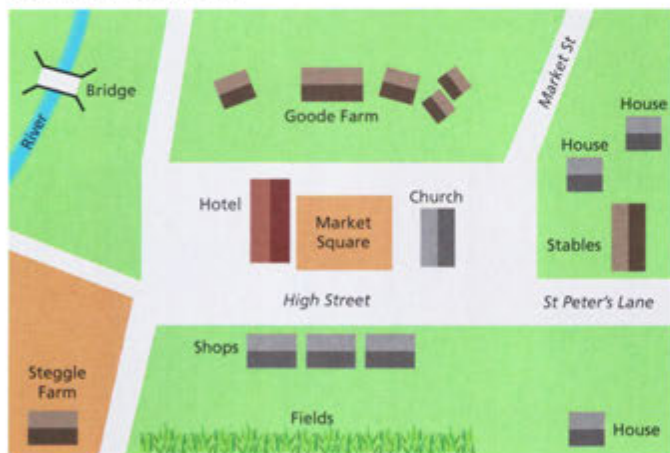 Market St
Bridge
River
Goode Farm
House
House
Hotel
Market
Square
Church
Stables
High Street
St Peter's Lane
Shops
Steggle
Farm
Fields
House